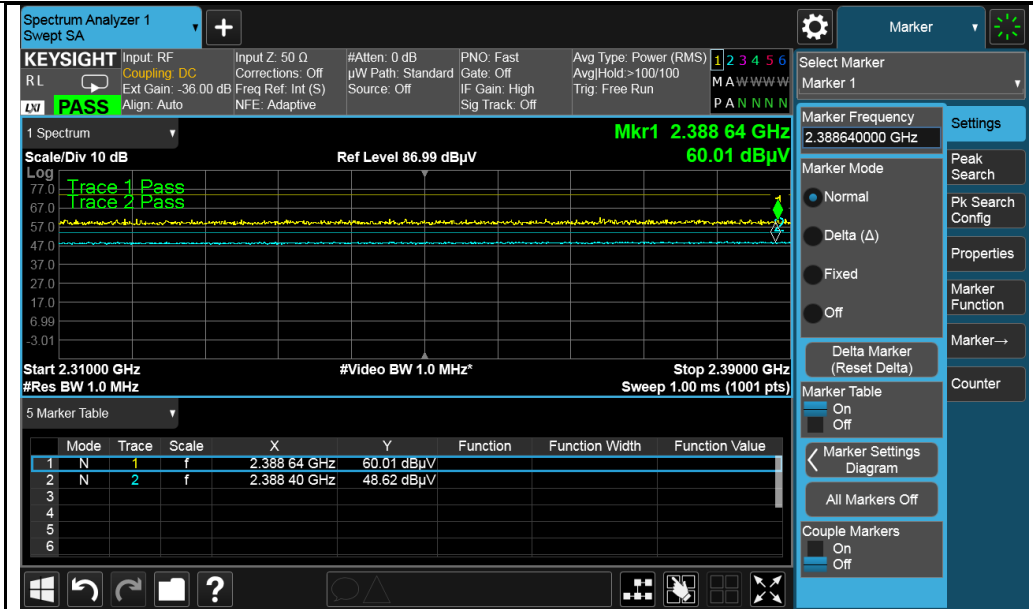 Spectrum Analyzer 1
Swept SA
+
Marker
KEYSIGHT
R L
LXI PASS
Input: RF
Coupling: DC
Ext Gain: -36.00 dB
Align: Auto
Input Z: 50 Ω
Corrections: Off
Freq Ref: Int (S)
NFE: Adaptive
#Atten: 0 dB
µW Path: Standard
Source: Off
PNO: Fast
Gate: Off
IF Gain: High
Sig Track: Off
Avg Type: Power (RMS)
Avg|Hold:>100/100
Trig: Free Run
1 2 3 4 5 6
M A W W W W
P A N N N N
1 Spectrum
Scale/Div 10 dB
Ref Level 86.99 dBµV
Mkr1 2.388 64 GHz
60.01 dBµV
Log
Trace 1 Pass
Trace 2 Pass
77.0
67.0
57.0
47.0
37.0
27.0
17.0
6.99
-3.01
Start 2.31000 GHz
#Video BW 1.0 MHz*
Stop 2.39000 GHz
#Res BW 1.0 MHz
Sweep 1.00 ms (1001 pts)
5 Marker Table
Mode Trace Scale X Y Function Function Width Function Value
1 N 1 f 2.388 64 GHz 60.01 dBµV
2 N 2 f 2.388 40 GHz 48.62 dBµV
3
4
5
6
?
Select Marker
Marker 1
Marker Frequency
2.388640000 GHz
Marker Mode
Normal
Delta (Δ)
Fixed
Off
Delta Marker
(Reset Delta)
Marker Table
On
Off
Marker Settings
Diagram
All Markers Off
Couple Markers
On
Off
Settings
Peak
Search
Pk Search
Config
Properties
Marker
Function
Marker→
Counter